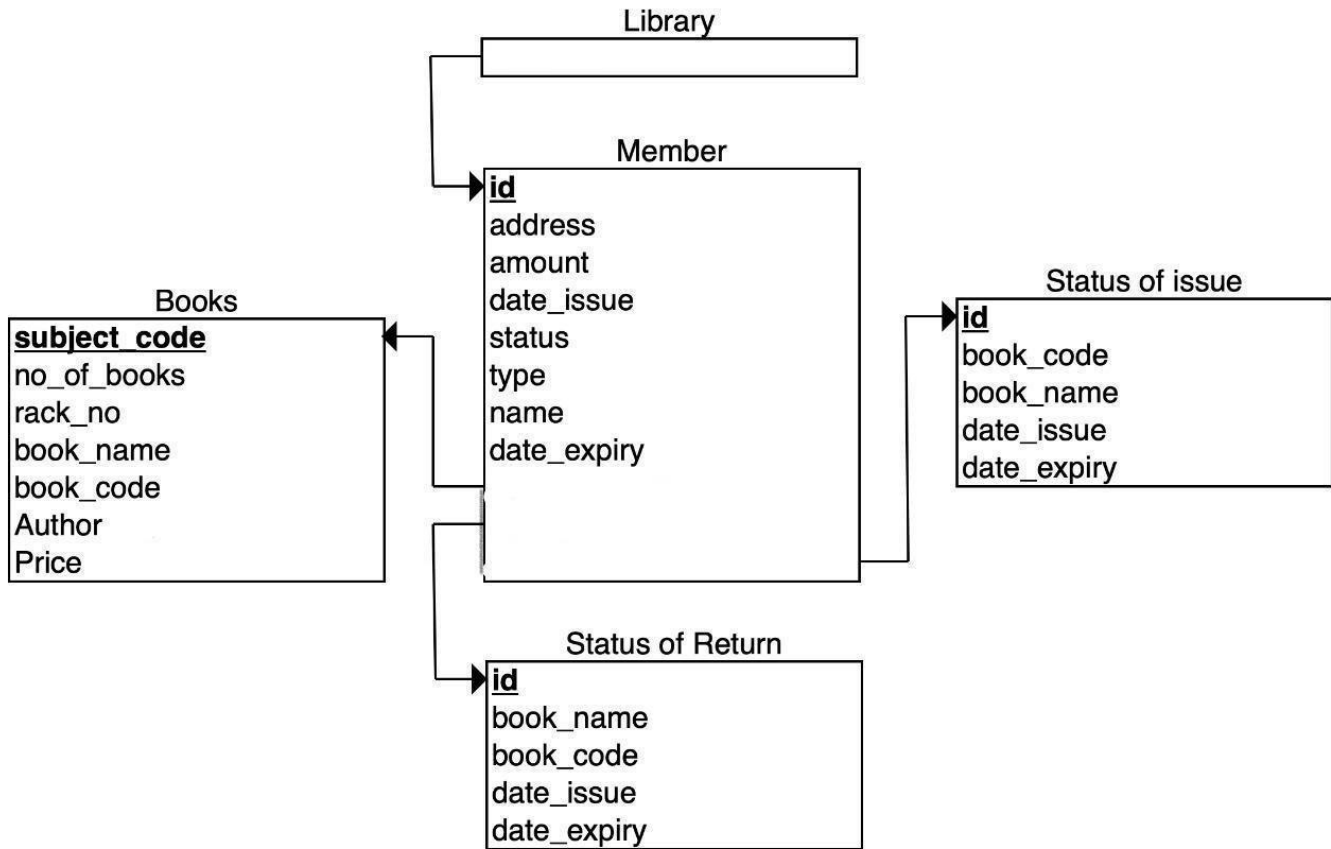 Library
Member
id
address
amount
date_issue
status
type
name
date_expiry
Books
subject_code
no_of_books
rack_no
book_name
book_code
Author
Price
Status of issue
id
book_code
book_name
date_issue
date_expiry
Status of Return
id
book_name
book_code
date_issue
date_expiry